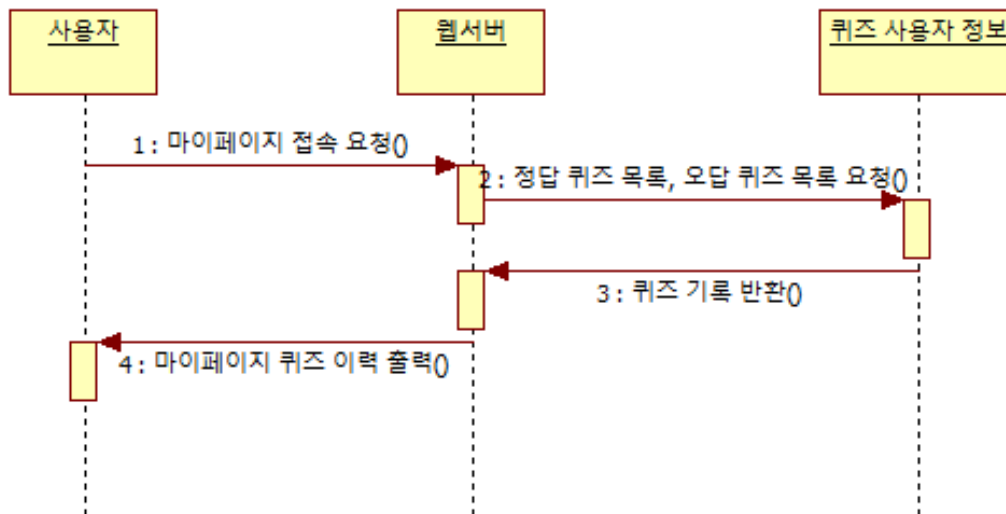 사용자
웹서버
퀴즈 사용자 정보
1 : 마이페이지 접속 요청()
2 : 정답 퀴즈 목록, 오답 퀴즈 목록 요청()
3 : 퀴즈 기록 반환()
4 : 마이페이지 퀴즈 이력 출력()